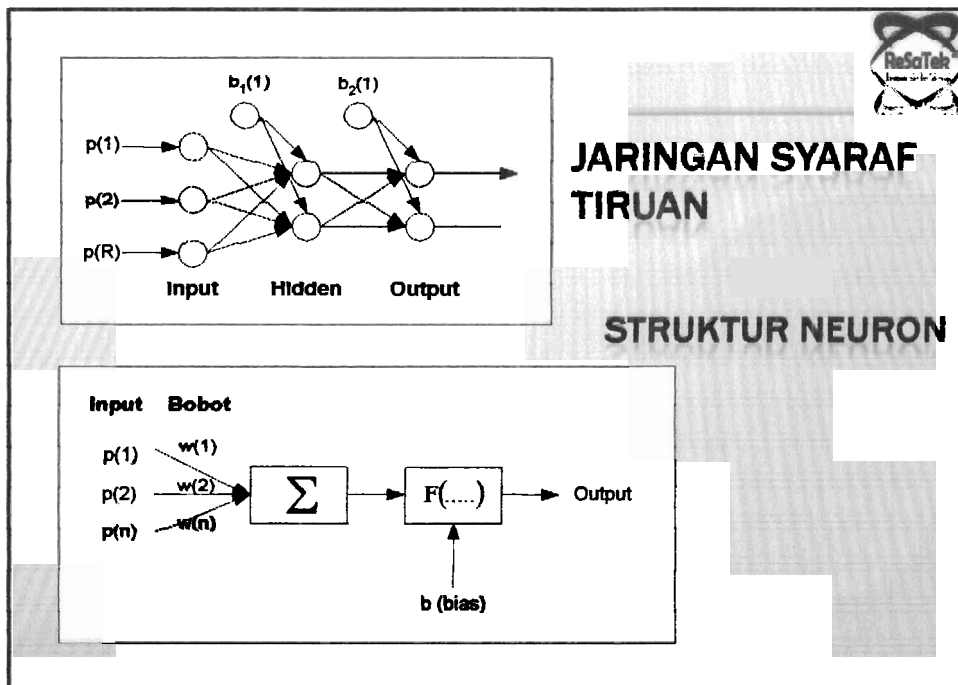 ReSaTek
b₁(1) b₂(1)
p(1)
p(2)
p(R)
Input Hidden Output
JARINGAN SYARAF
TIRUAN
STRUKTUR NEURON
Input Bobot
p(1) w(1)
p(2) w(2) Σ F(.....) Output
p(n) w(n)
b (bias)